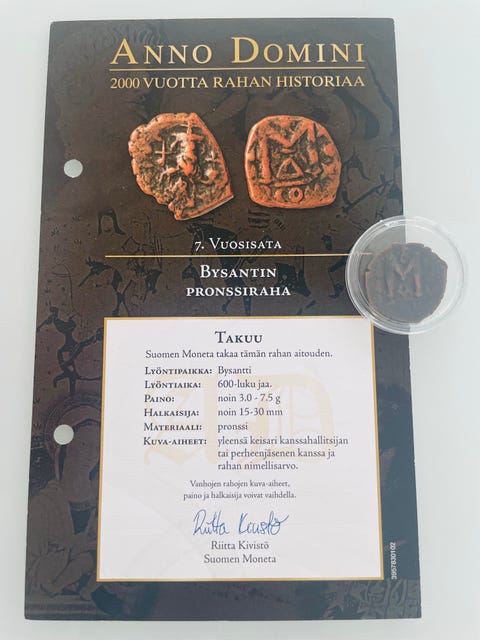 ANNO DOMINI
2000 VUOTTA RAHAN HISTORIAA
7. VUOSISATA
BYSANTIN
PRONSSIRAHA
TAKUU
Suomen Moneta takaa tämän rahan aitouden.
LYÖNTIPAIKKA: Bysantti
LYÖNTIAIKA: 600-luku jaa.
PAINO: noin 3.0 - 7.5 g
HALKAISIJA: noin 15-30 mm
MATERIAALI: pronssi
KUVA-AIHEET: yleensä keisari kanssahallitsijan
tai perheenjäsenen kanssa ja
rahan nimellisarvo.
Vanhojen rahojen kuva-aiheet,
paino ja halkaisija voivat vaihdella.
Riitta Kivistö
Riitta Kivistö
Suomen Moneta
3957830102